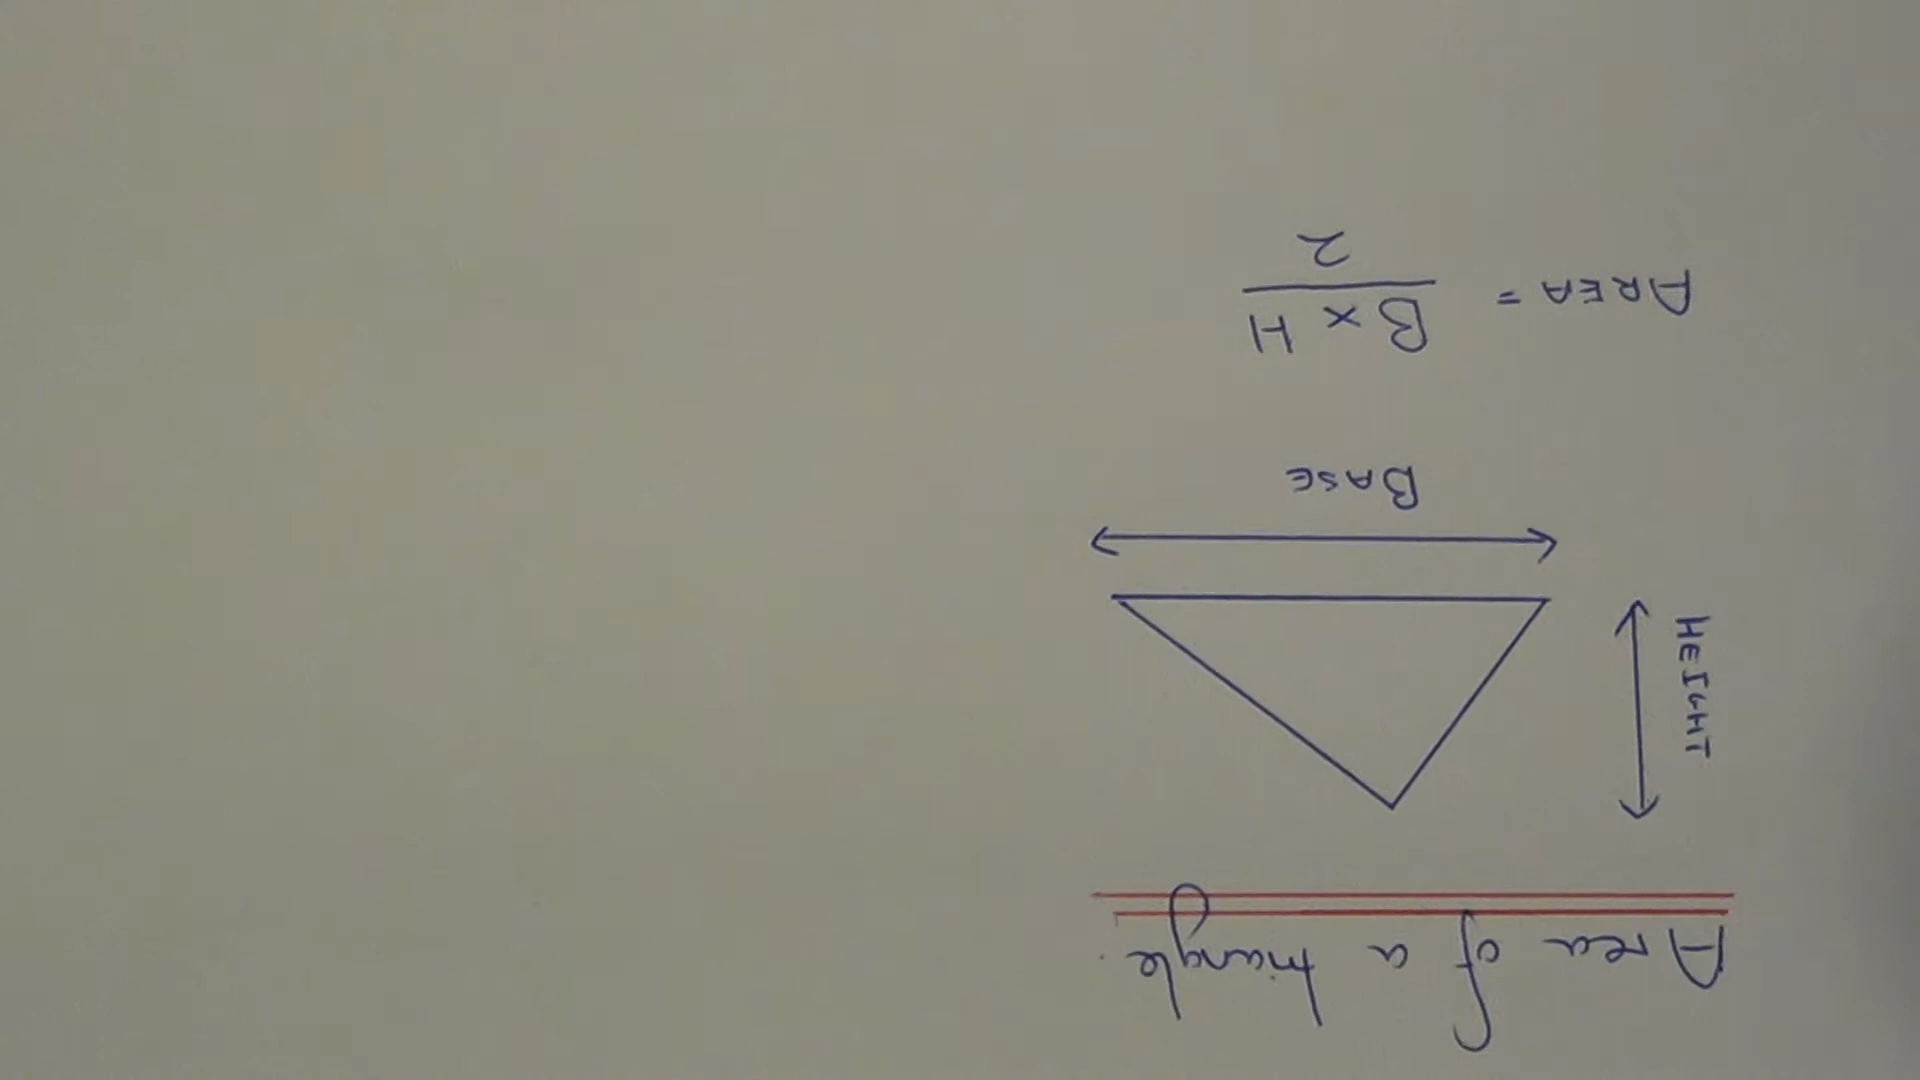 Area of a triangle.
HEIGHT
BASE
AREA = B × H
2